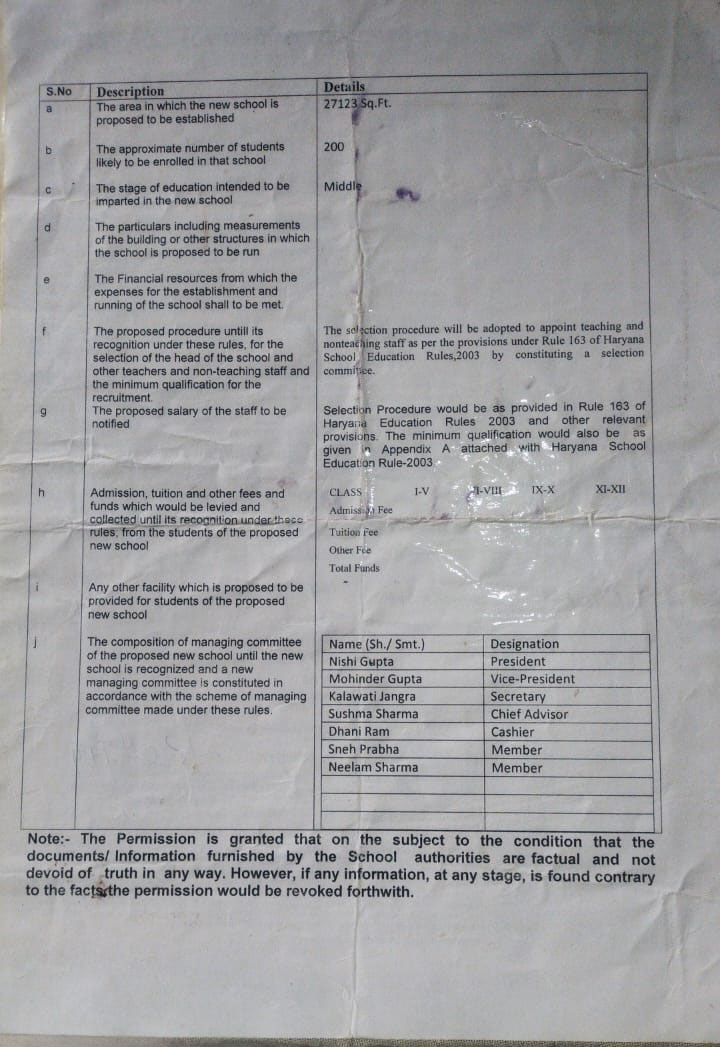 S.No Description Details
a The area in which the new school is 27123 Sq.Ft.
proposed to be established
b The approximate number of students 200
likely to be enrolled in that school
c The stage of education intended to be Middle
imparted in the new school
d The particulars including measurements
of the building or other structures in which
the school is proposed to be run
e The Financial resources from which the
expenses for the establishment and
running of the school shall to be met.
f The proposed procedure untill its
recognition under these rules, for the
selection of the head of the school and
other teachers and non-teaching staff and
the minimum qualification for the
recruitment.
The selection procedure will be adopted to appoint teaching and
nonteaching staff as per the provisions under Rule 163 of Haryana
School Education Rules,2003 by constituting a selection
committee.
g The proposed salary of the staff to be
notified
Selection Procedure would be as provided in Rule 163 of
Haryana Education Rules 2003 and other relevant
provisions. The minimum qualification would also be as
given in Appendix A attached with Haryana School
Education Rule-2003
h Admission, tuition and other fees and
funds which would be levied and
collected until its recognition under these
rules, from the students of the proposed
new school
CLASS I-V VI-VIII IX-X XI-XII
Admission Fee
Tuition Fee
Other Fee
Total Funds
-
i Any other facility which is proposed to be
provided for students of the proposed
new school
j The composition of managing committee
of the proposed new school until the new
school is recognized and a new
managing committee is constituted in
accordance with the scheme of managing
committee made under these rules.
Name (Sh./ Smt.) Designation
Nishi Gupta President
Mohinder Gupta Vice-President
Kalawati Jangra Secretary
Sushma Sharma Chief Advisor
Dhani Ram Cashier
Sneh Prabha Member
Neelam Sharma Member
Note:- The Permission is granted that on the subject to the condition that the
documents/ Information furnished by the School authorities are factual and not
devoid of truth in any way. However, if any information, at any stage, is found contrary
to the facts the permission would be revoked forthwith.